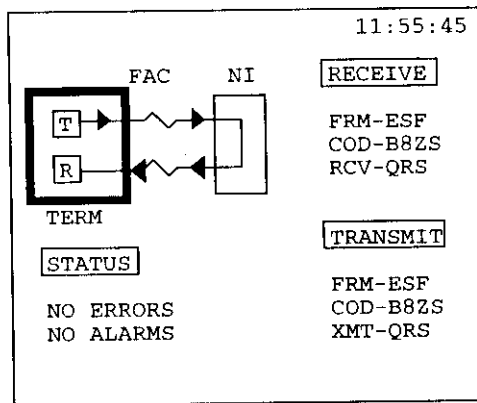 11:55:45
FAC NI
T
R
TERM
STATUS
NO ERRORS
NO ALARMS
RECEIVE
FRM-ESF
COD-B8ZS
RCV-QRS
TRANSMIT
FRM-ESF
COD-B8ZS
XMT-QRS